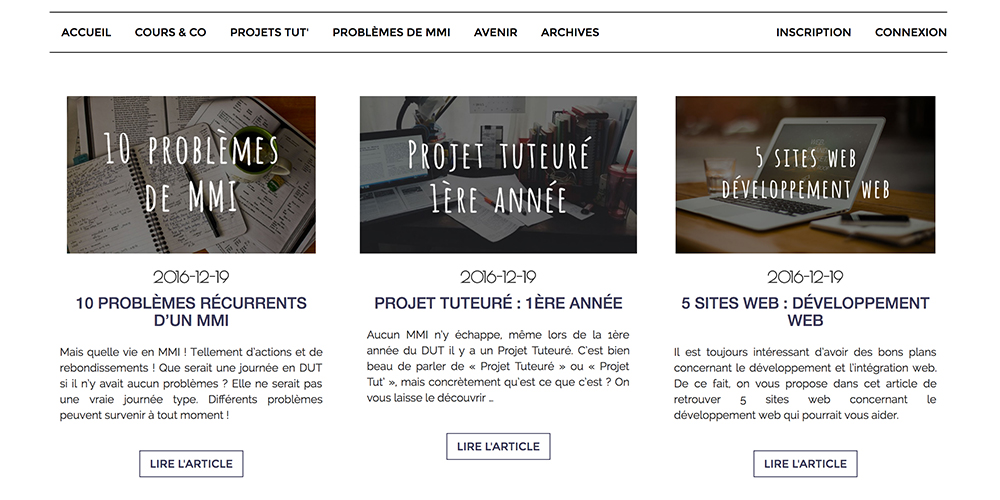 ACCUEIL COURS & CO PROJETS TUT' PROBLÈMES DE MMI AVENIR ARCHIVES INSCRIPTION CONNEXION
10 PROBLÈMES
DE MMI
2016-12-19
10 PROBLÈMES RÉCURRENTS
D'UN MMI
Mais quelle vie en MMI ! Tellement d'actions et de
rebondissements ! Que serait une journée en DUT
si il n'y avait aucun problèmes ? Elle ne serait pas
une vraie journée type. Différents problèmes
peuvent survenir à tout moment !
LIRE L'ARTICLE
PROJET TUTEURÉ
1ÈRE ANNÉE
2016-12-19
PROJET TUTEURÉ : 1ÈRE ANNÉE
Aucun MMI n'y échappe, même lors de la 1ère
année du DUT il y a un Projet Tuteuré. C'est bien
beau de parler de « Projet Tuteuré » ou « Projet
Tut' », mais concrètement qu'est ce que c'est ? On
vous laisse le découvrir …
LIRE L'ARTICLE
5 SITES WEB
DÉVELOPPEMENT WEB
2016-12-19
5 SITES WEB : DÉVELOPPEMENT
WEB
Il est toujours intéressant d'avoir des bons plans
concernant le développement et l'intégration web.
De ce fait, on vous propose dans cet article de
retrouver 5 sites web concernant le
développement web qui pourrait vous aider.
LIRE L'ARTICLE